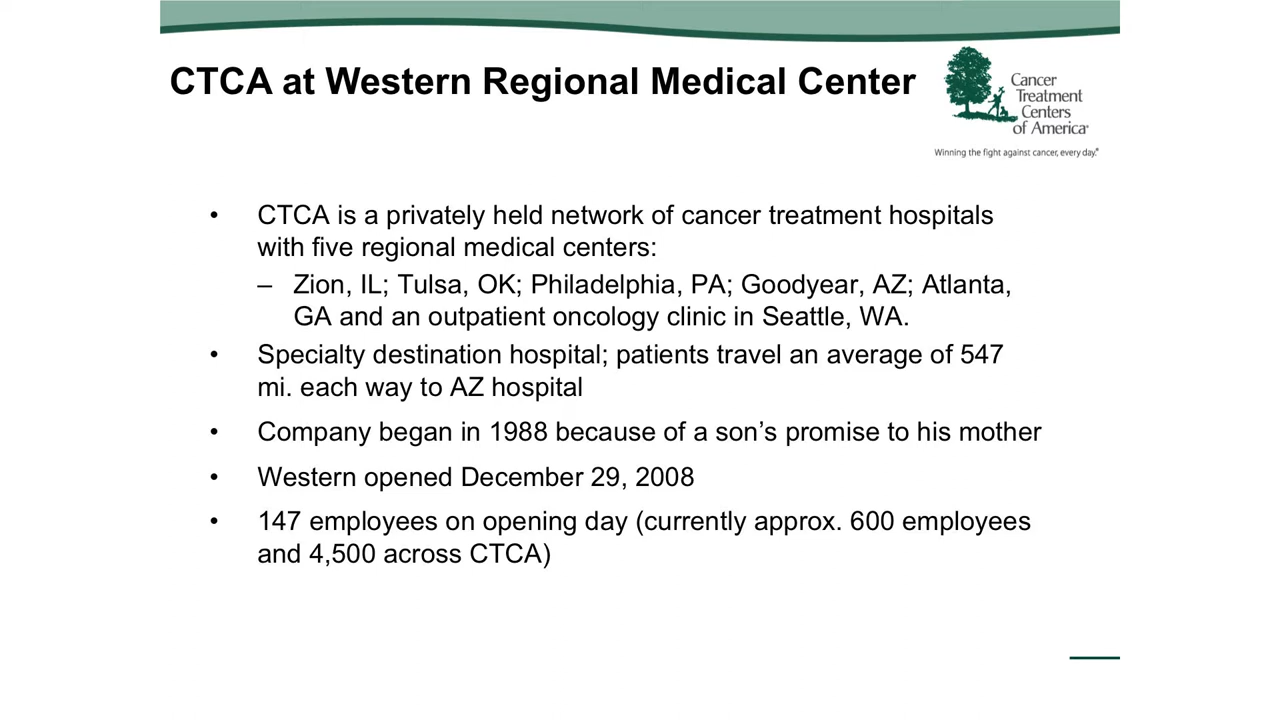 CTCA at Western Regional Medical Center
Cancer
Treatment
Centers
of America®
Winning the fight against cancer, every day.®
• CTCA is a privately held network of cancer treatment hospitals
with five regional medical centers:
– Zion, IL; Tulsa, OK; Philadelphia, PA; Goodyear, AZ; Atlanta,
GA and an outpatient oncology clinic in Seattle, WA.
• Specialty destination hospital; patients travel an average of 547
mi. each way to AZ hospital
• Company began in 1988 because of a son’s promise to his mother
• Western opened December 29, 2008
• 147 employees on opening day (currently approx. 600 employees
and 4,500 across CTCA)